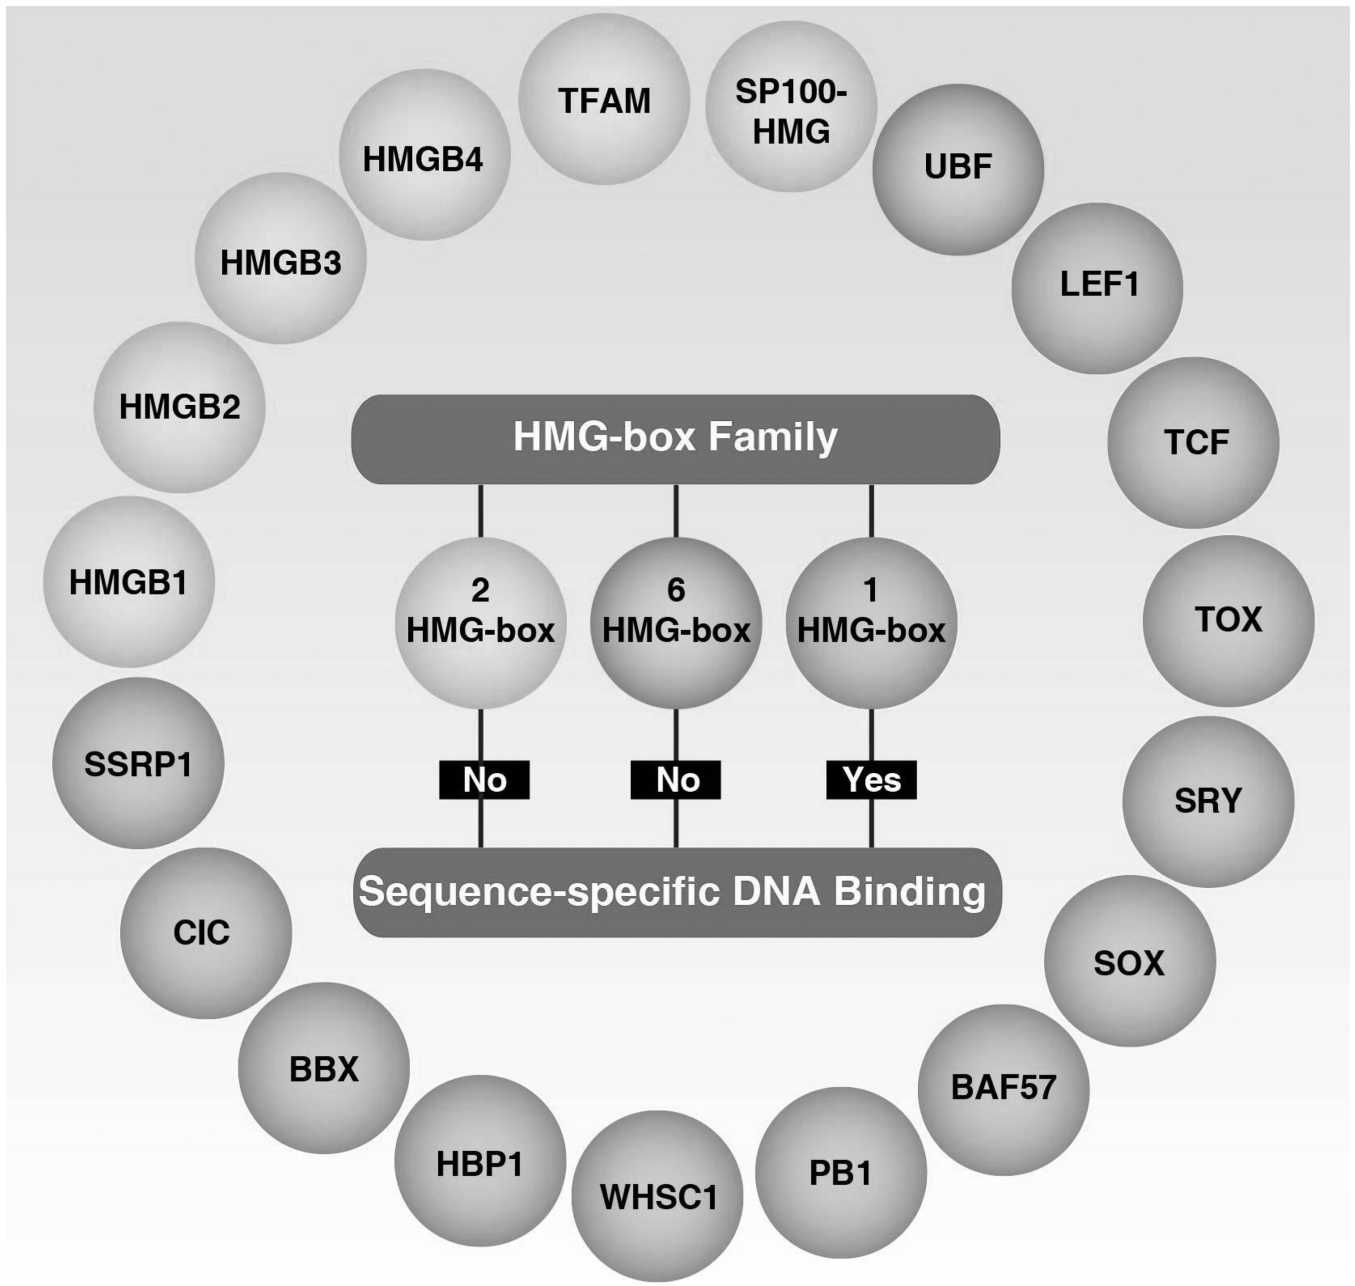 TFAM
SP100-
HMG
HMGB4
UBF
HMGB3
LEF1
HMGB2
TCF
HMG-box Family
HMGB1
2
HMG-box
6
HMG-box
1
HMG-box
TOX
SSRP1
No
No
Yes
SRY
CIC
Sequence-specific DNA Binding
SOX
BBX
BAF57
HBP1
WHSC1
PB1